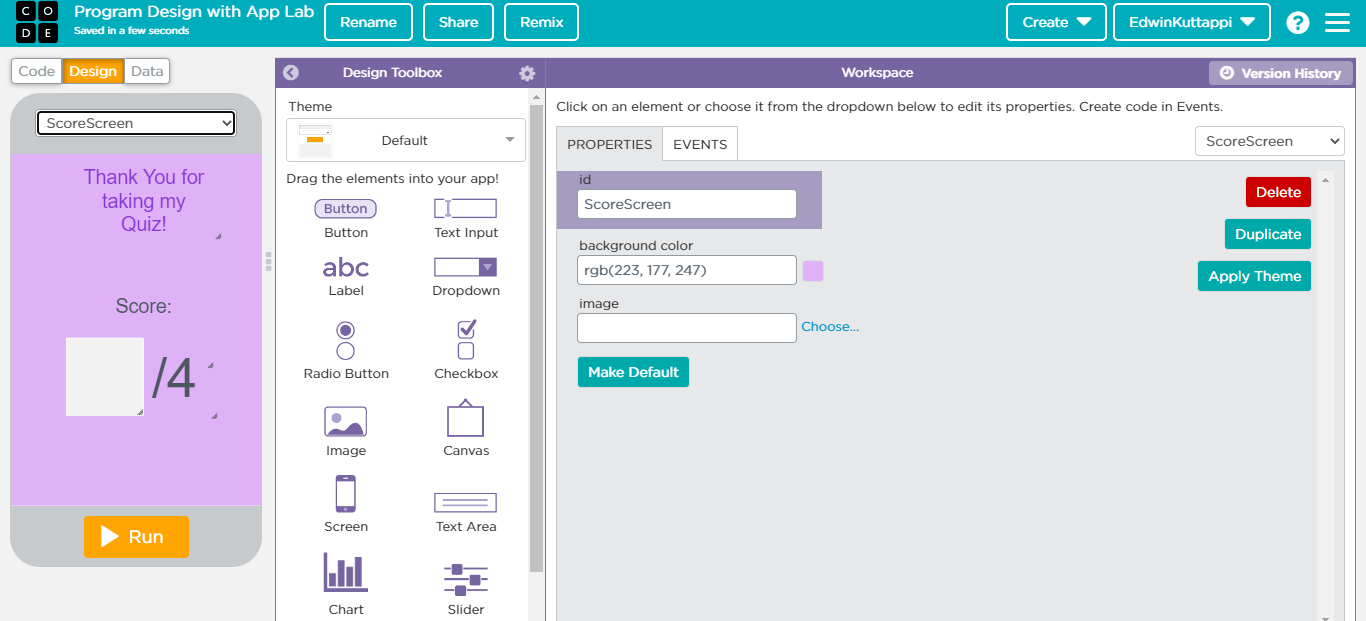 C O
D E
Program Design with App Lab
Saved in a few seconds
Rename
Share
Remix
Create
EdwinKuttappi
?
Code
Design
Data
ScoreScreen
Thank You for
taking my
Quiz!
Score:
/4
Run
Design Toolbox
Theme
Default
Drag the elements into your app!
Button
Button
Text Input
abc
Label
Dropdown
Radio Button
Checkbox
Image
Canvas
Screen
Text Area
Chart
Slider
Workspace
Version History
Click on an element or choose it from the dropdown below to edit its properties. Create code in Events.
PROPERTIES
EVENTS
ScoreScreen
id
ScoreScreen
Delete
Duplicate
Apply Theme
background color
rgb(223, 177, 247)
image
Choose...
Make Default